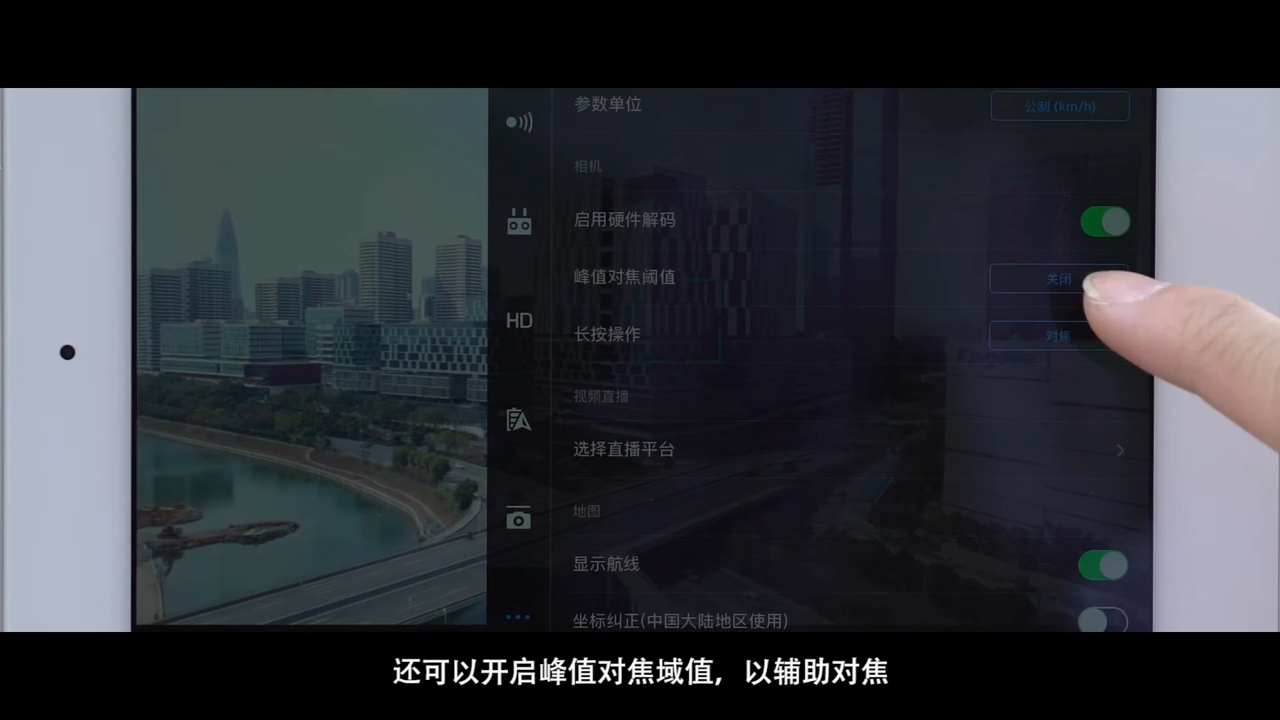 参数单位
公制 (km/h)
相机
启用硬件解码
峰值对焦阈值
关闭
长按操作
对焦
HD
视频直播
选择直播平台
地图
显示航线
坐标纠正(中国大陆地区使用)
还可以开启峰值对焦域值，以辅助对焦